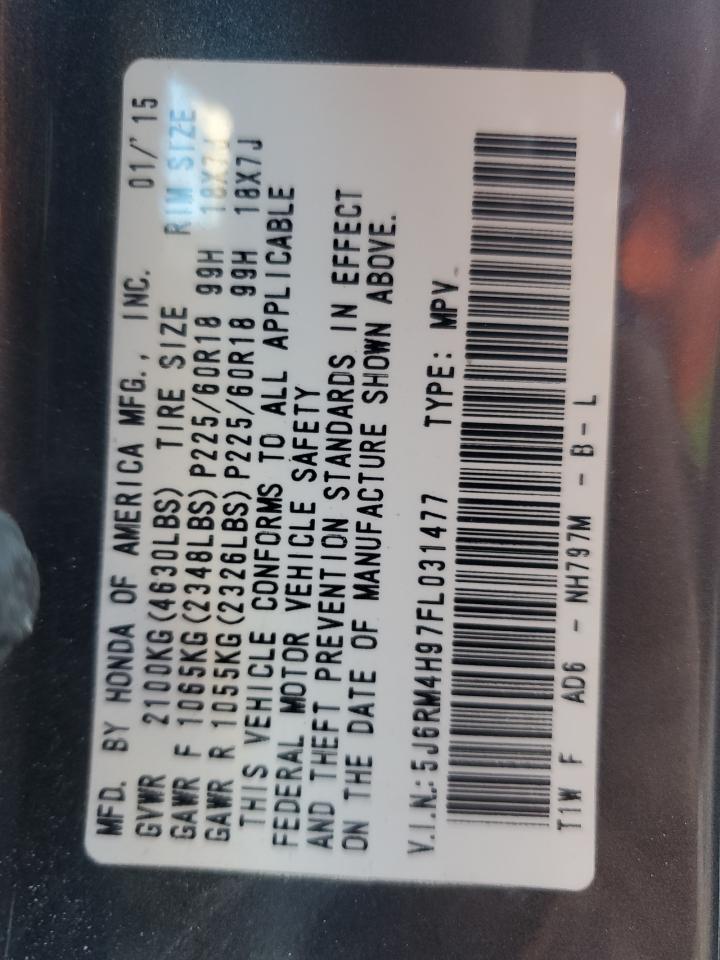 MFD. BY HONDA OF AMERICA MFG., INC. 01/'15
GVWR 2100KG(4630LBS) TIRE SIZE RIM SIZE
GAWR F 1065KG(2348LBS) P225/60R18 99H 18X7J
GAWR R 1055KG(2326LBS) P225/60R18 99H 18X7J
THIS VEHICLE CONFORMS TO ALL APPLICABLE
FEDERAL MOTOR VEHICLE SAFETY
AND THEFT PREVENTION STANDARDS IN EFFECT
ON THE DATE OF MANUFACTURE SHOWN ABOVE.
V.I.N.: 5J6RM4H97FL031477 TYPE: MPV
T1W F AD6 - NH797M - B - L